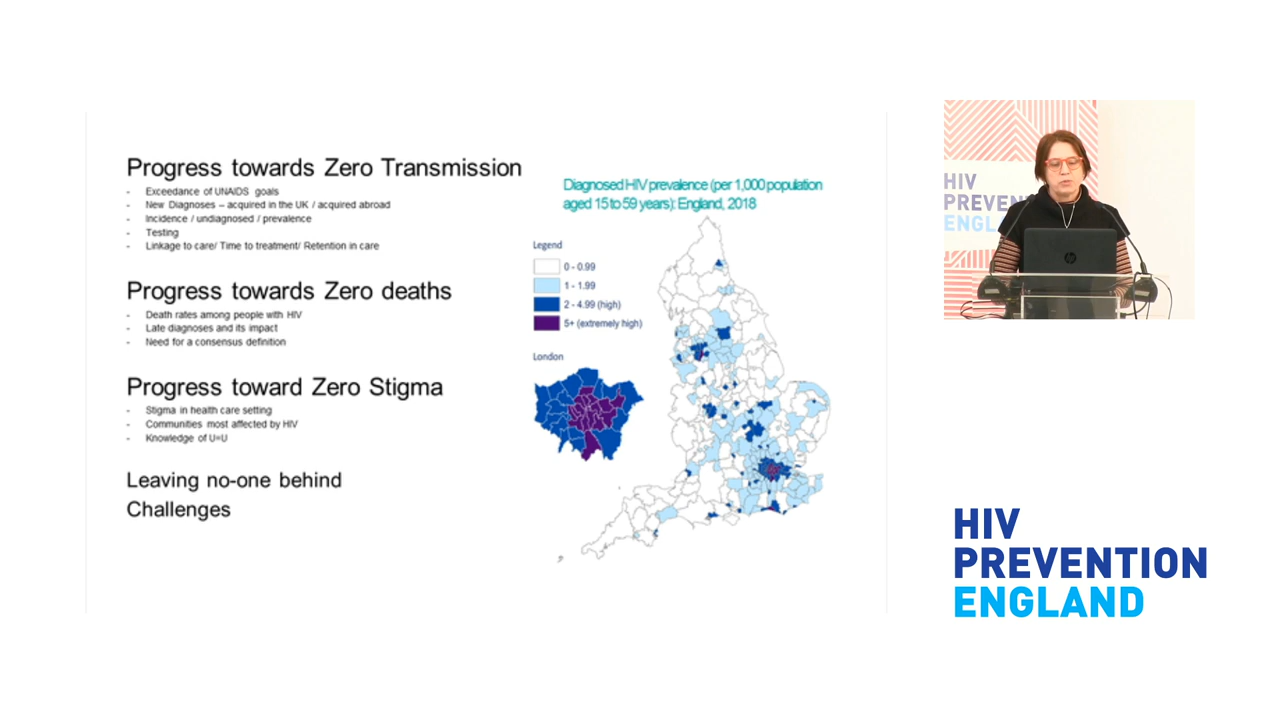 Progress towards Zero Transmission
- Exceedance of UNAIDS goals
- New Diagnoses – acquired in the UK / acquired abroad
- Incidence / undiagnosed / prevalence
- Testing
- Linkage to care/ Time to treatment/ Retention in care
Progress towards Zero deaths
- Death rates among people with HIV
- Late diagnoses and its impact
- Need for a consensus definition
Progress toward Zero Stigma
- Stigma in health care setting
- Communities most affected by HIV
- Knowledge of U=U
Leaving no-one behind
Challenges
Diagnosed HIV prevalence (per 1,000 population
aged 15 to 59 years): England, 2018
Legend
0 - 0.99
1 - 1.99
2 - 4.99 (high)
5+ (extremely high)
London
HIV
PREVEN
ENGL
hp
HIV
PREVENTION
ENGLAND